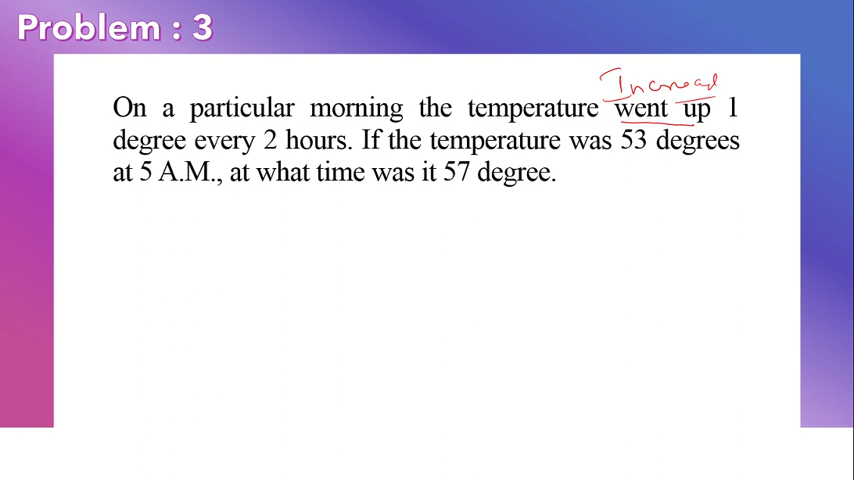 Problem : 3
Increased
On a particular morning the temperature went up 1
degree every 2 hours. If the temperature was 53 degrees
at 5 A.M., at what time was it 57 degree.